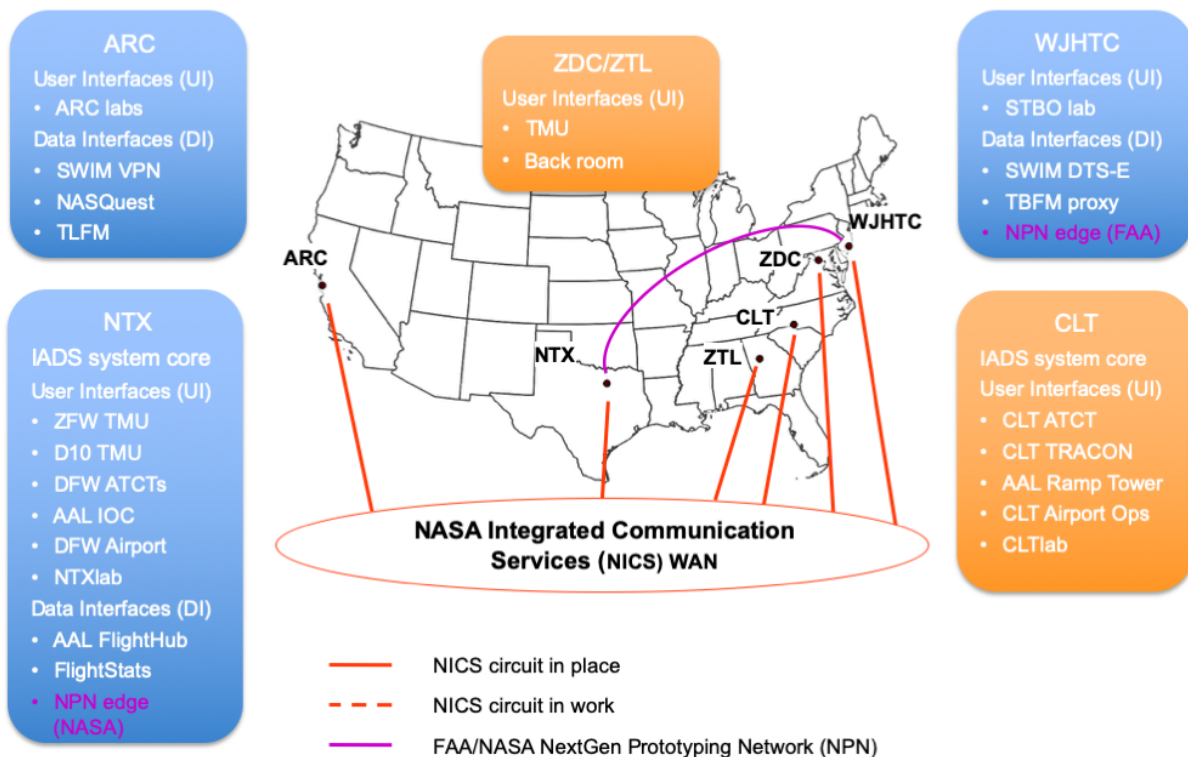 ARC
User Interfaces (UI)
• ARC labs
Data Interfaces (DI)
• SWIM VPN
• NASQuest
• TLFM
ZDC/ZTL
User Interfaces (UI)
• TMU
• Back room
WJHTC
User Interfaces (UI)
• STBO lab
Data Interfaces (DI)
• SWIM DTS-E
• TBFM proxy
• NPN edge (FAA)
NTX
IADS system core
User Interfaces (UI)
• ZFW TMU
• D10 TMU
• DFW ATCTs
• AAL IOC
• DFW Airport
• NTXlab
Data Interfaces (DI)
• AAL FlightHub
• FlightStats
• NPN edge
(NASA)
ARC
WJHTC
ZDC
CLT
NTX
ZTL
CLT
IADS system core
User Interfaces (UI)
• CLT ATCT
• CLT TRACON
• AAL Ramp Tower
• CLT Airport Ops
• CLTlab
NASA Integrated Communication
Services (NICS) WAN
NICS circuit in place
NICS circuit in work
FAA/NASA NextGen Prototyping Network (NPN)